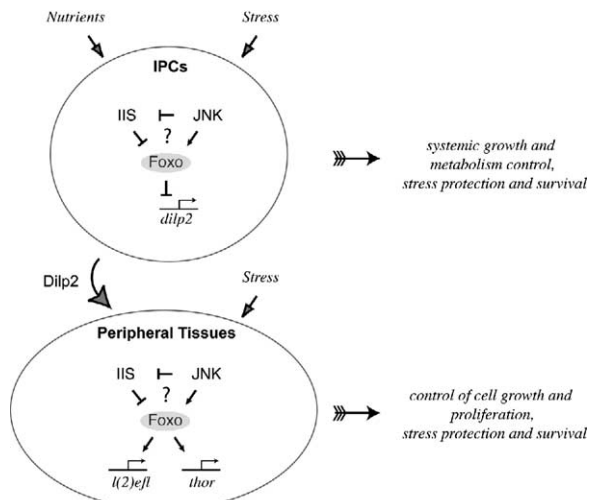 Nutrients
Stress
IPCs
IIS
JNK
?
Foxo
dilp2
systemic growth and
metabolism control,
stress protection and survival
Dilp2
Stress
Peripheral Tissues
IIS
JNK
?
Foxo
l(2)efl
thor
control of cell growth and
proliferation,
stress protection and survival